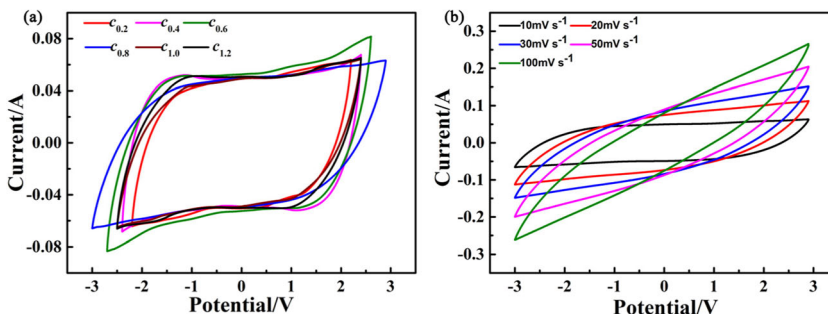 (a)
c0.2 c0.4 c0.6
c0.8 c1.0 c1.2
0.08
0.04
0.00
-0.04
-0.08
Current/A
-3 -2 -1 0 1 2 3
Potential/V
(b)
10mV s-1 20mV s-1
30mV s-1 50mV s-1
100mV s-1
0.3
0.2
0.1
0.0
-0.1
-0.2
-0.3
Current/A
-3 -2 -1 0 1 2 3
Potential/V